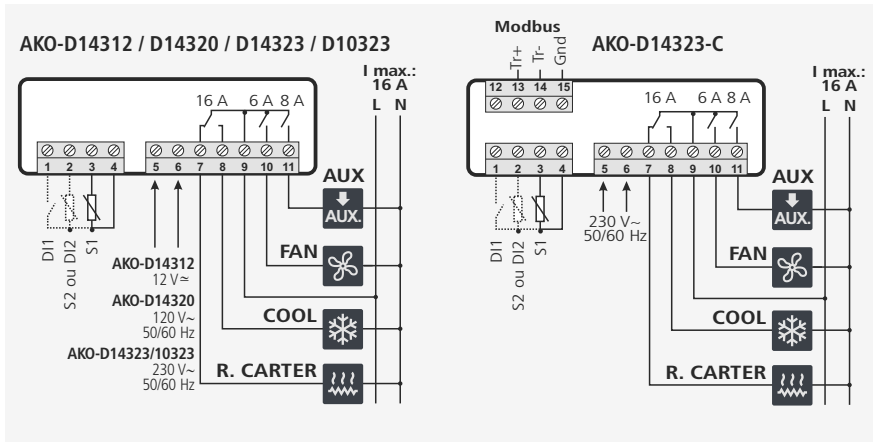 AKO-D14312 / D14320 / D14323 / D10323
I max.:
16 A
L N
16 A 6 A 8 A
1 2 3 4 5 6 7 8 9 10 11
DI1
S2 ou DI2
S1
AKO-D14312
12 V≂
AKO-D14320
120 V~
50/60 Hz
AKO-D14323/10323
230 V~
50/60 Hz
AUX
AUX.
FAN
COOL
R. CARTER
Modbus
AKO-D14323-C
Tr+
Tr-
Gnd
12 13 14 15
I max.:
16 A
L N
16 A 6 A 8 A
1 2 3 4 5 6 7 8 9 10 11
DI1
S2 ou DI2
S1
230 V~
50/60 Hz
AUX
AUX.
FAN
COOL
R. CARTER